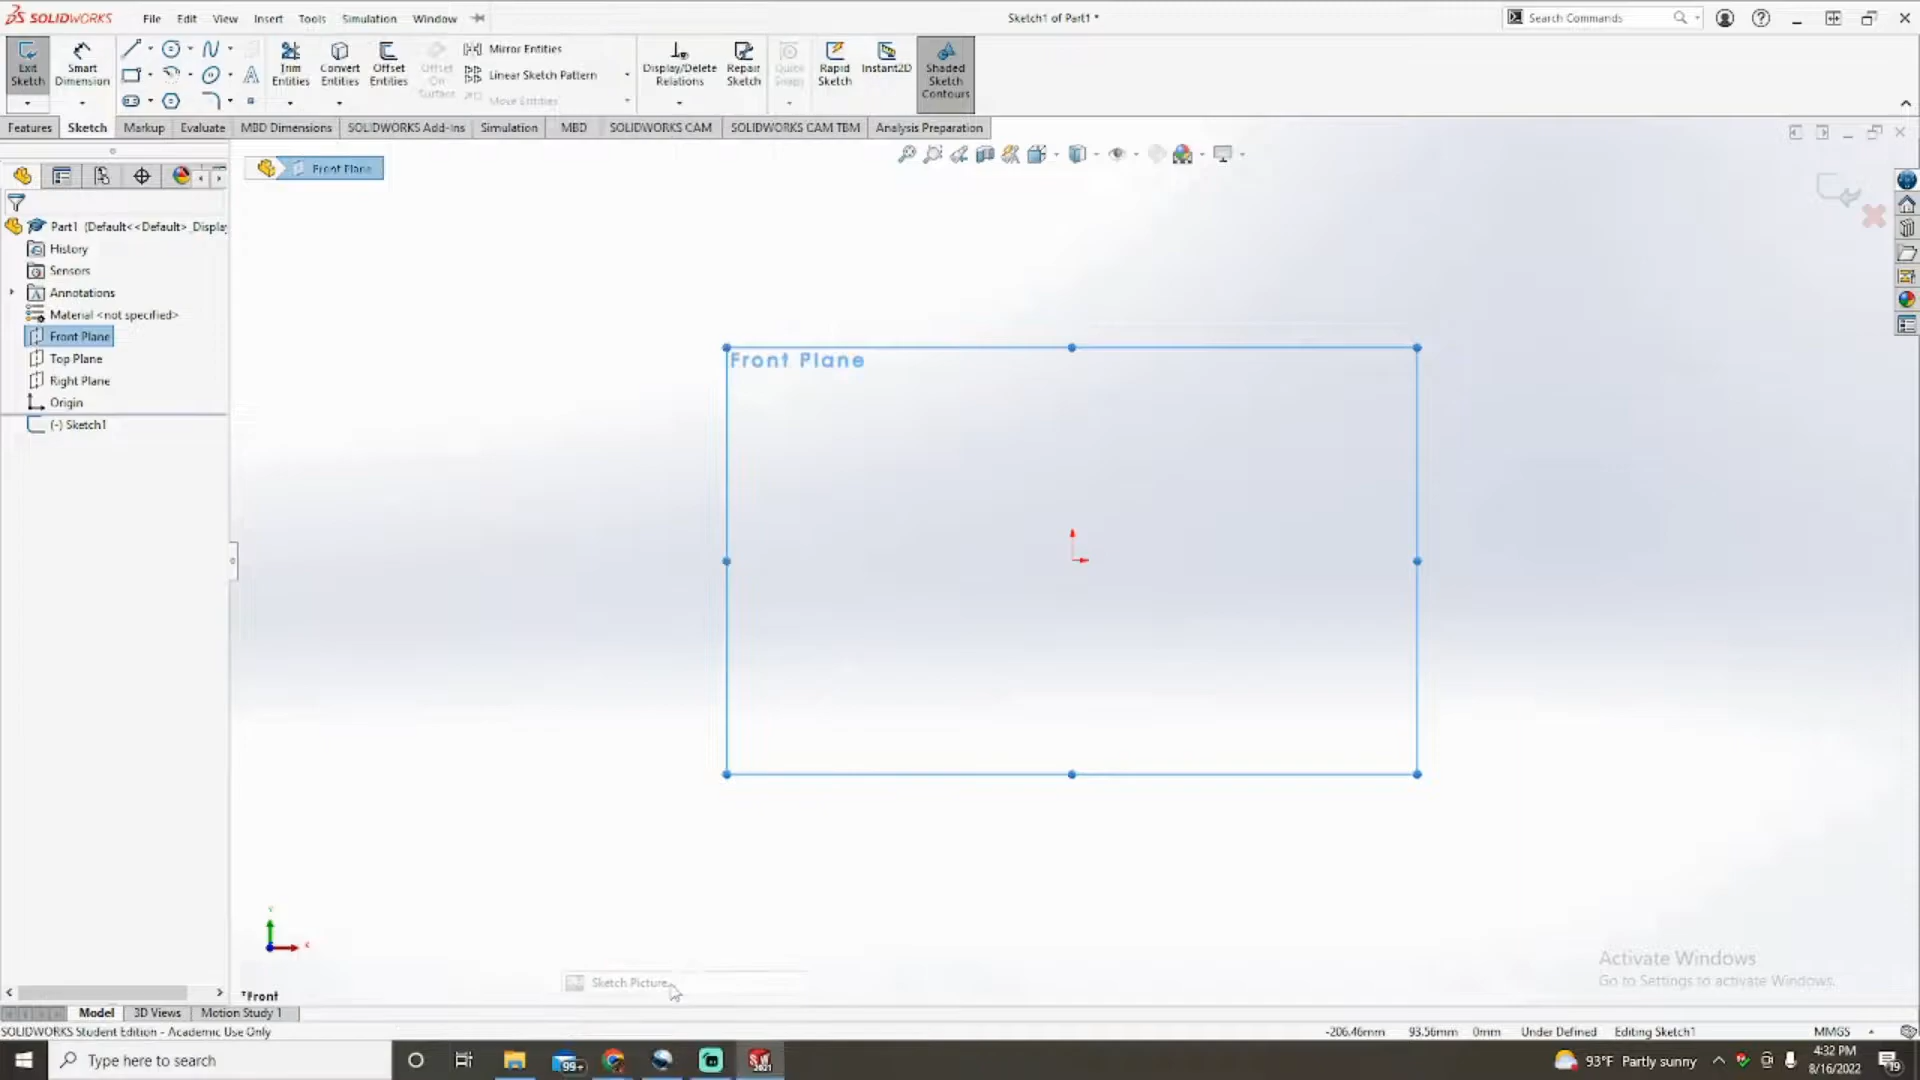 SOLIDWORKS
File Edit View Insert Tools Simulation Window
Sketch1 of Part1 *
Search Commands
Exit Sketch
Smart Dimension
Trim Entities
Convert Entities
Offset Entities
Offset On Surface
Mirror Entities
Linear Sketch Pattern
Move Entities
Display/Delete Relations
Repair Sketch
Quick Snaps
Rapid Sketch
Instant2D
Shaded Sketch Contours
Features Sketch Markup Evaluate MBD Dimensions SOLIDWORKS Add-Ins Simulation MBD SOLIDWORKS CAM SOLIDWORKS CAM TBM Analysis Preparation
Front Plane
Part1 (Default<<Default>_Display
History
Sensors
Annotations
Material <not specified>
Front Plane
Top Plane
Right Plane
Origin
(-) Sketch1
Front Plane
Y
X
Sketch Picture...
*Front
Activate Windows
Go to Settings to activate Windows.
Model 3D Views Motion Study 1
SOLIDWORKS Student Edition - Academic Use Only
-206.46mm 93.56mm 0mm Under Defined Editing Sketch1 MMGS
Type here to search
99+
SW
2021
93°F Partly sunny
4:32 PM
8/16/2022
19